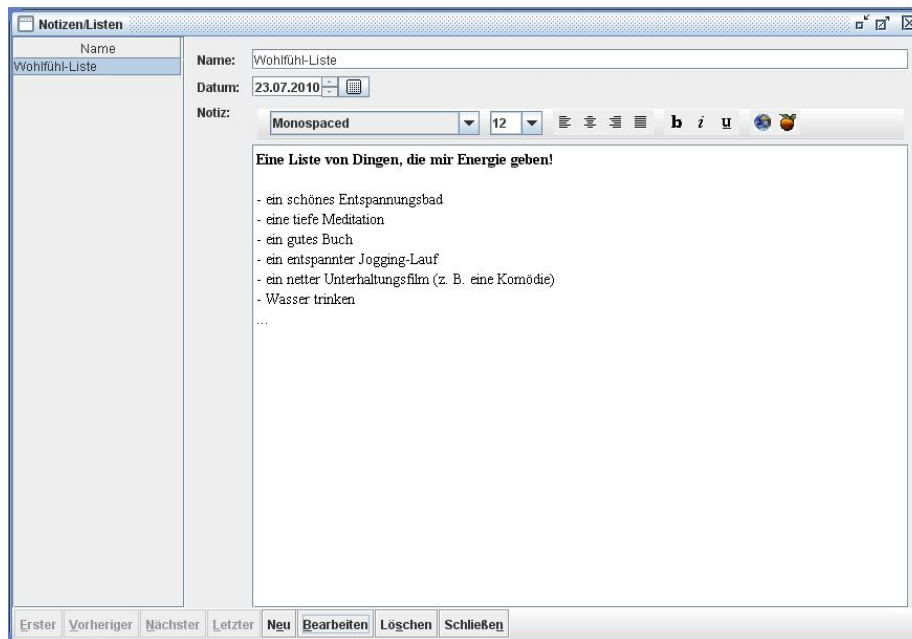 Notizen/Listen
Name
Wohlfühl-Liste
Name: Wohlfühl-Liste
Datum: 23.07.2010
Notiz:
Monospaced 12 b i u
Eine Liste von Dingen, die mir Energie geben!
- ein schönes Entspannungsbad
- eine tiefe Meditation
- ein gutes Buch
- ein entspannter Jogging-Lauf
- ein netter Unterhaltungsfilm (z. B. eine Komödie)
- Wasser trinken
...
Erster Vorheriger Nächster Letzter Neu Bearbeiten Löschen Schließen